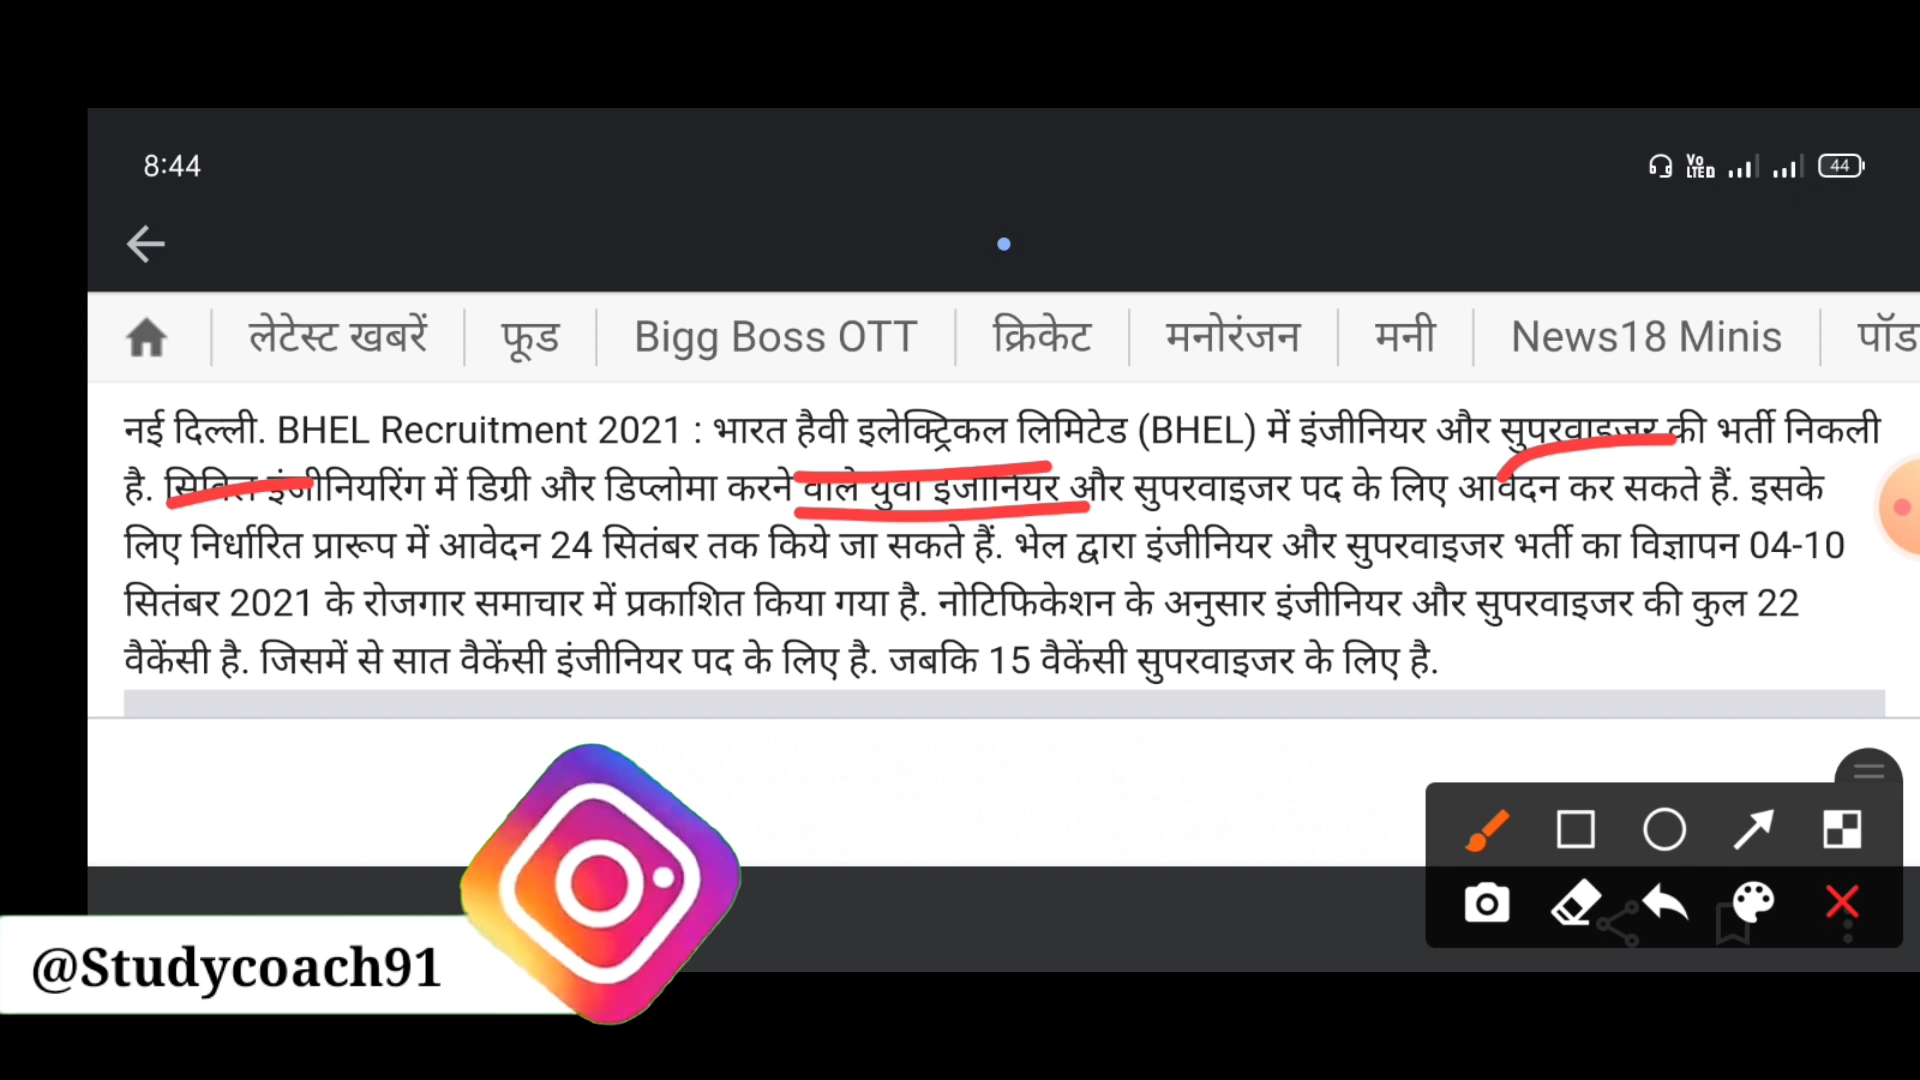 8:44
Vo LTE 44
लेटेस्ट खबरें फूड Bigg Boss OTT क्रिकेट मनोरंजन मनी News18 Minis पॉड
नई दिल्ली. BHEL Recruitment 2021 : भारत हैवी इलेक्ट्रिकल लिमिटेड (BHEL) में इंजीनियर और सुपरवाइजर की भर्ती निकली
है. सिविल इंजीनियरिंग में डिग्री और डिप्लोमा करने वाले युवा इंजीनियर और सुपरवाइजर पद के लिए आवेदन कर सकते हैं. इसके
लिए निर्धारित प्रारूप में आवेदन 24 सितंबर तक किये जा सकते हैं. भेल द्वारा इंजीनियर और सुपरवाइजर भर्ती का विज्ञापन 04-10
सितंबर 2021 के रोजगार समाचार में प्रकाशित किया गया है. नोटिफिकेशन के अनुसार इंजीनियर और सुपरवाइजर की कुल 22
वैकेंसी है. जिसमें से सात वैकेंसी इंजीनियर पद के लिए है. जबकि 15 वैकेंसी सुपरवाइजर के लिए है.
@Studycoach91